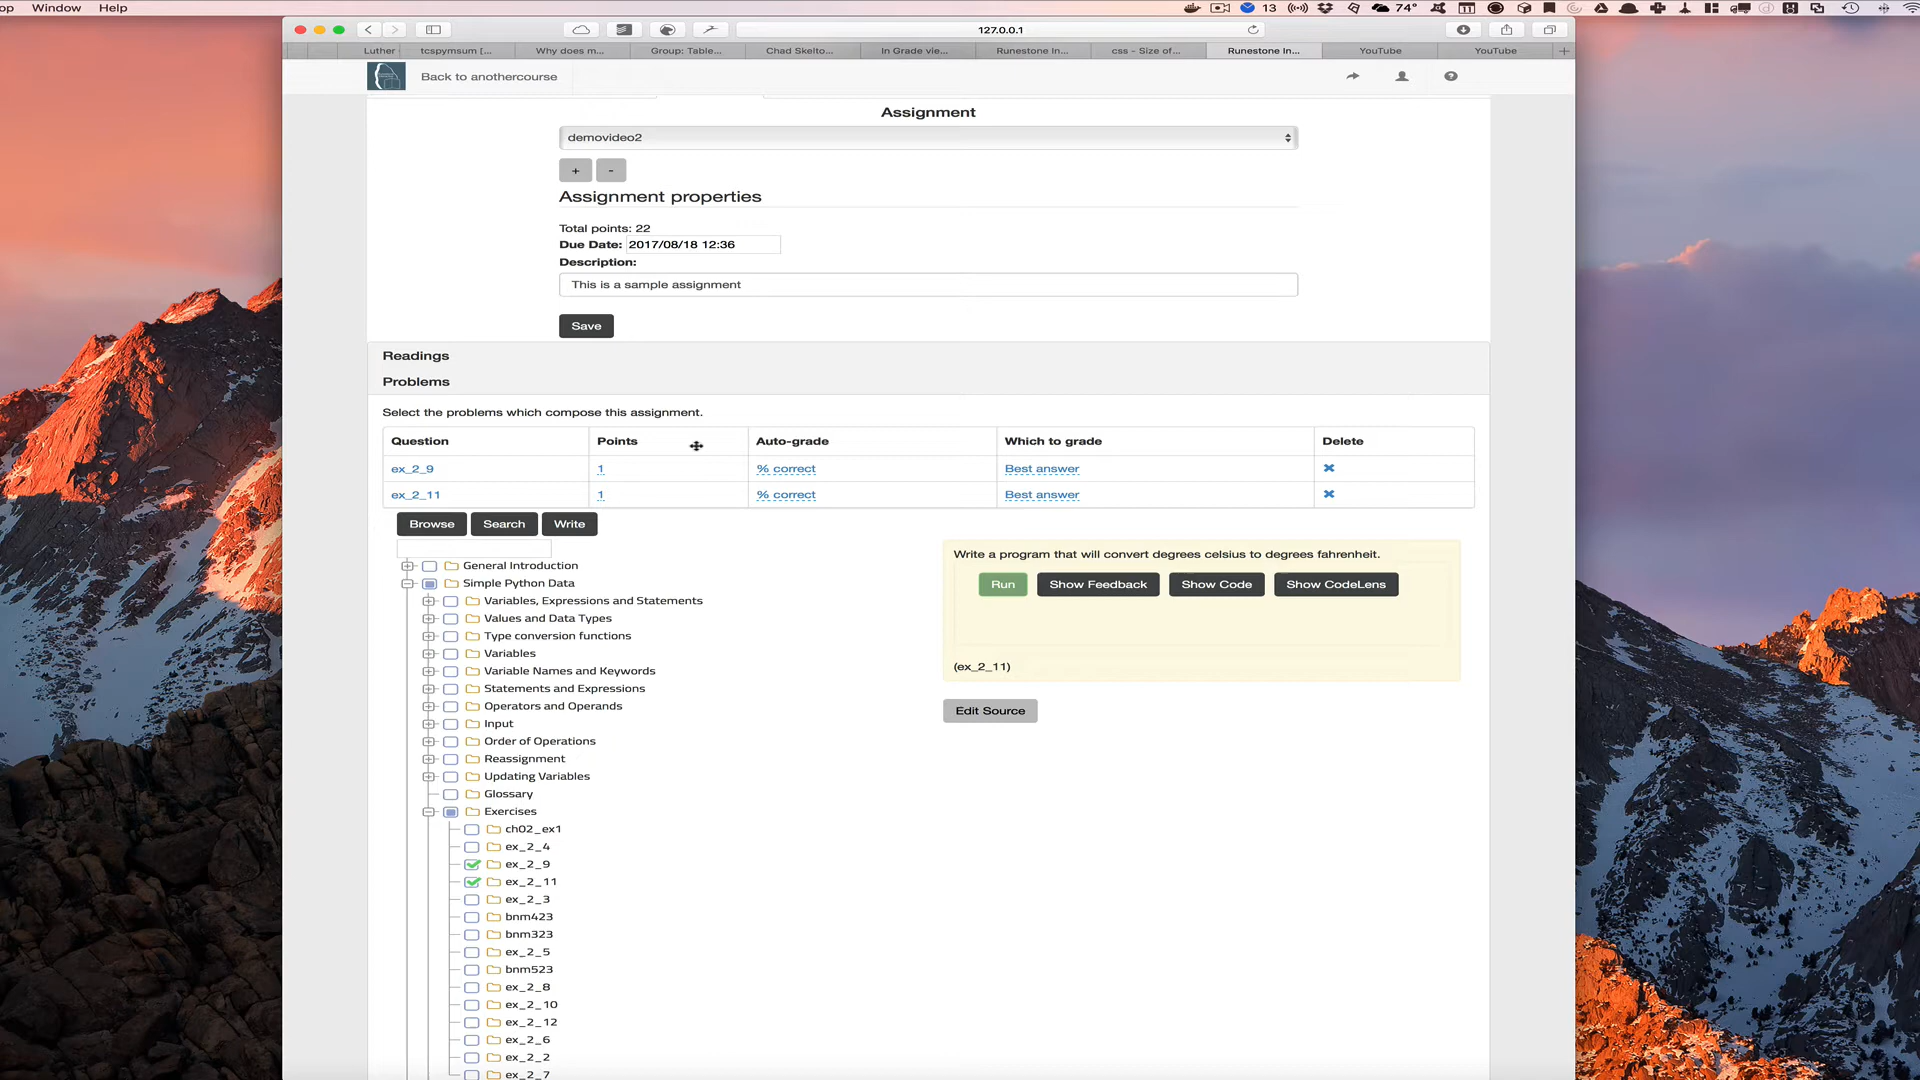 op Window Help 13 74° 11
127.0.0.1
Luther tcspymsum [... Why does m... Group: Table... Chad Skelto... In Grade vie... Runestone In... css - Size of... Runestone In... YouTube YouTube
Back to anothercourse
Assignment
demovideo2
+ -
Assignment properties
Total points: 22
Due Date: 2017/08/18 12:36
Description:
This is a sample assignment
Save
Readings
Problems
Select the problems which compose this assignment.
Question Points Auto-grade Which to grade Delete
ex_2_9 1 % correct Best answer
ex_2_11 1 % correct Best answer
Browse Search Write
Write a program that will convert degrees celsius to degrees fahrenheit.
Run Show Feedback Show Code Show CodeLens
(ex_2_11)
Edit Source
General Introduction
Simple Python Data
Variables, Expressions and Statements
Values and Data Types
Type conversion functions
Variables
Variable Names and Keywords
Statements and Expressions
Operators and Operands
Input
Order of Operations
Reassignment
Updating Variables
Glossary
Exercises
ch02_ex1
ex_2_4
ex_2_9
ex_2_11
ex_2_3
bnm423
bnm323
ex_2_5
bnm523
ex_2_8
ex_2_10
ex_2_12
ex_2_6
ex_2_2
ex_2_7